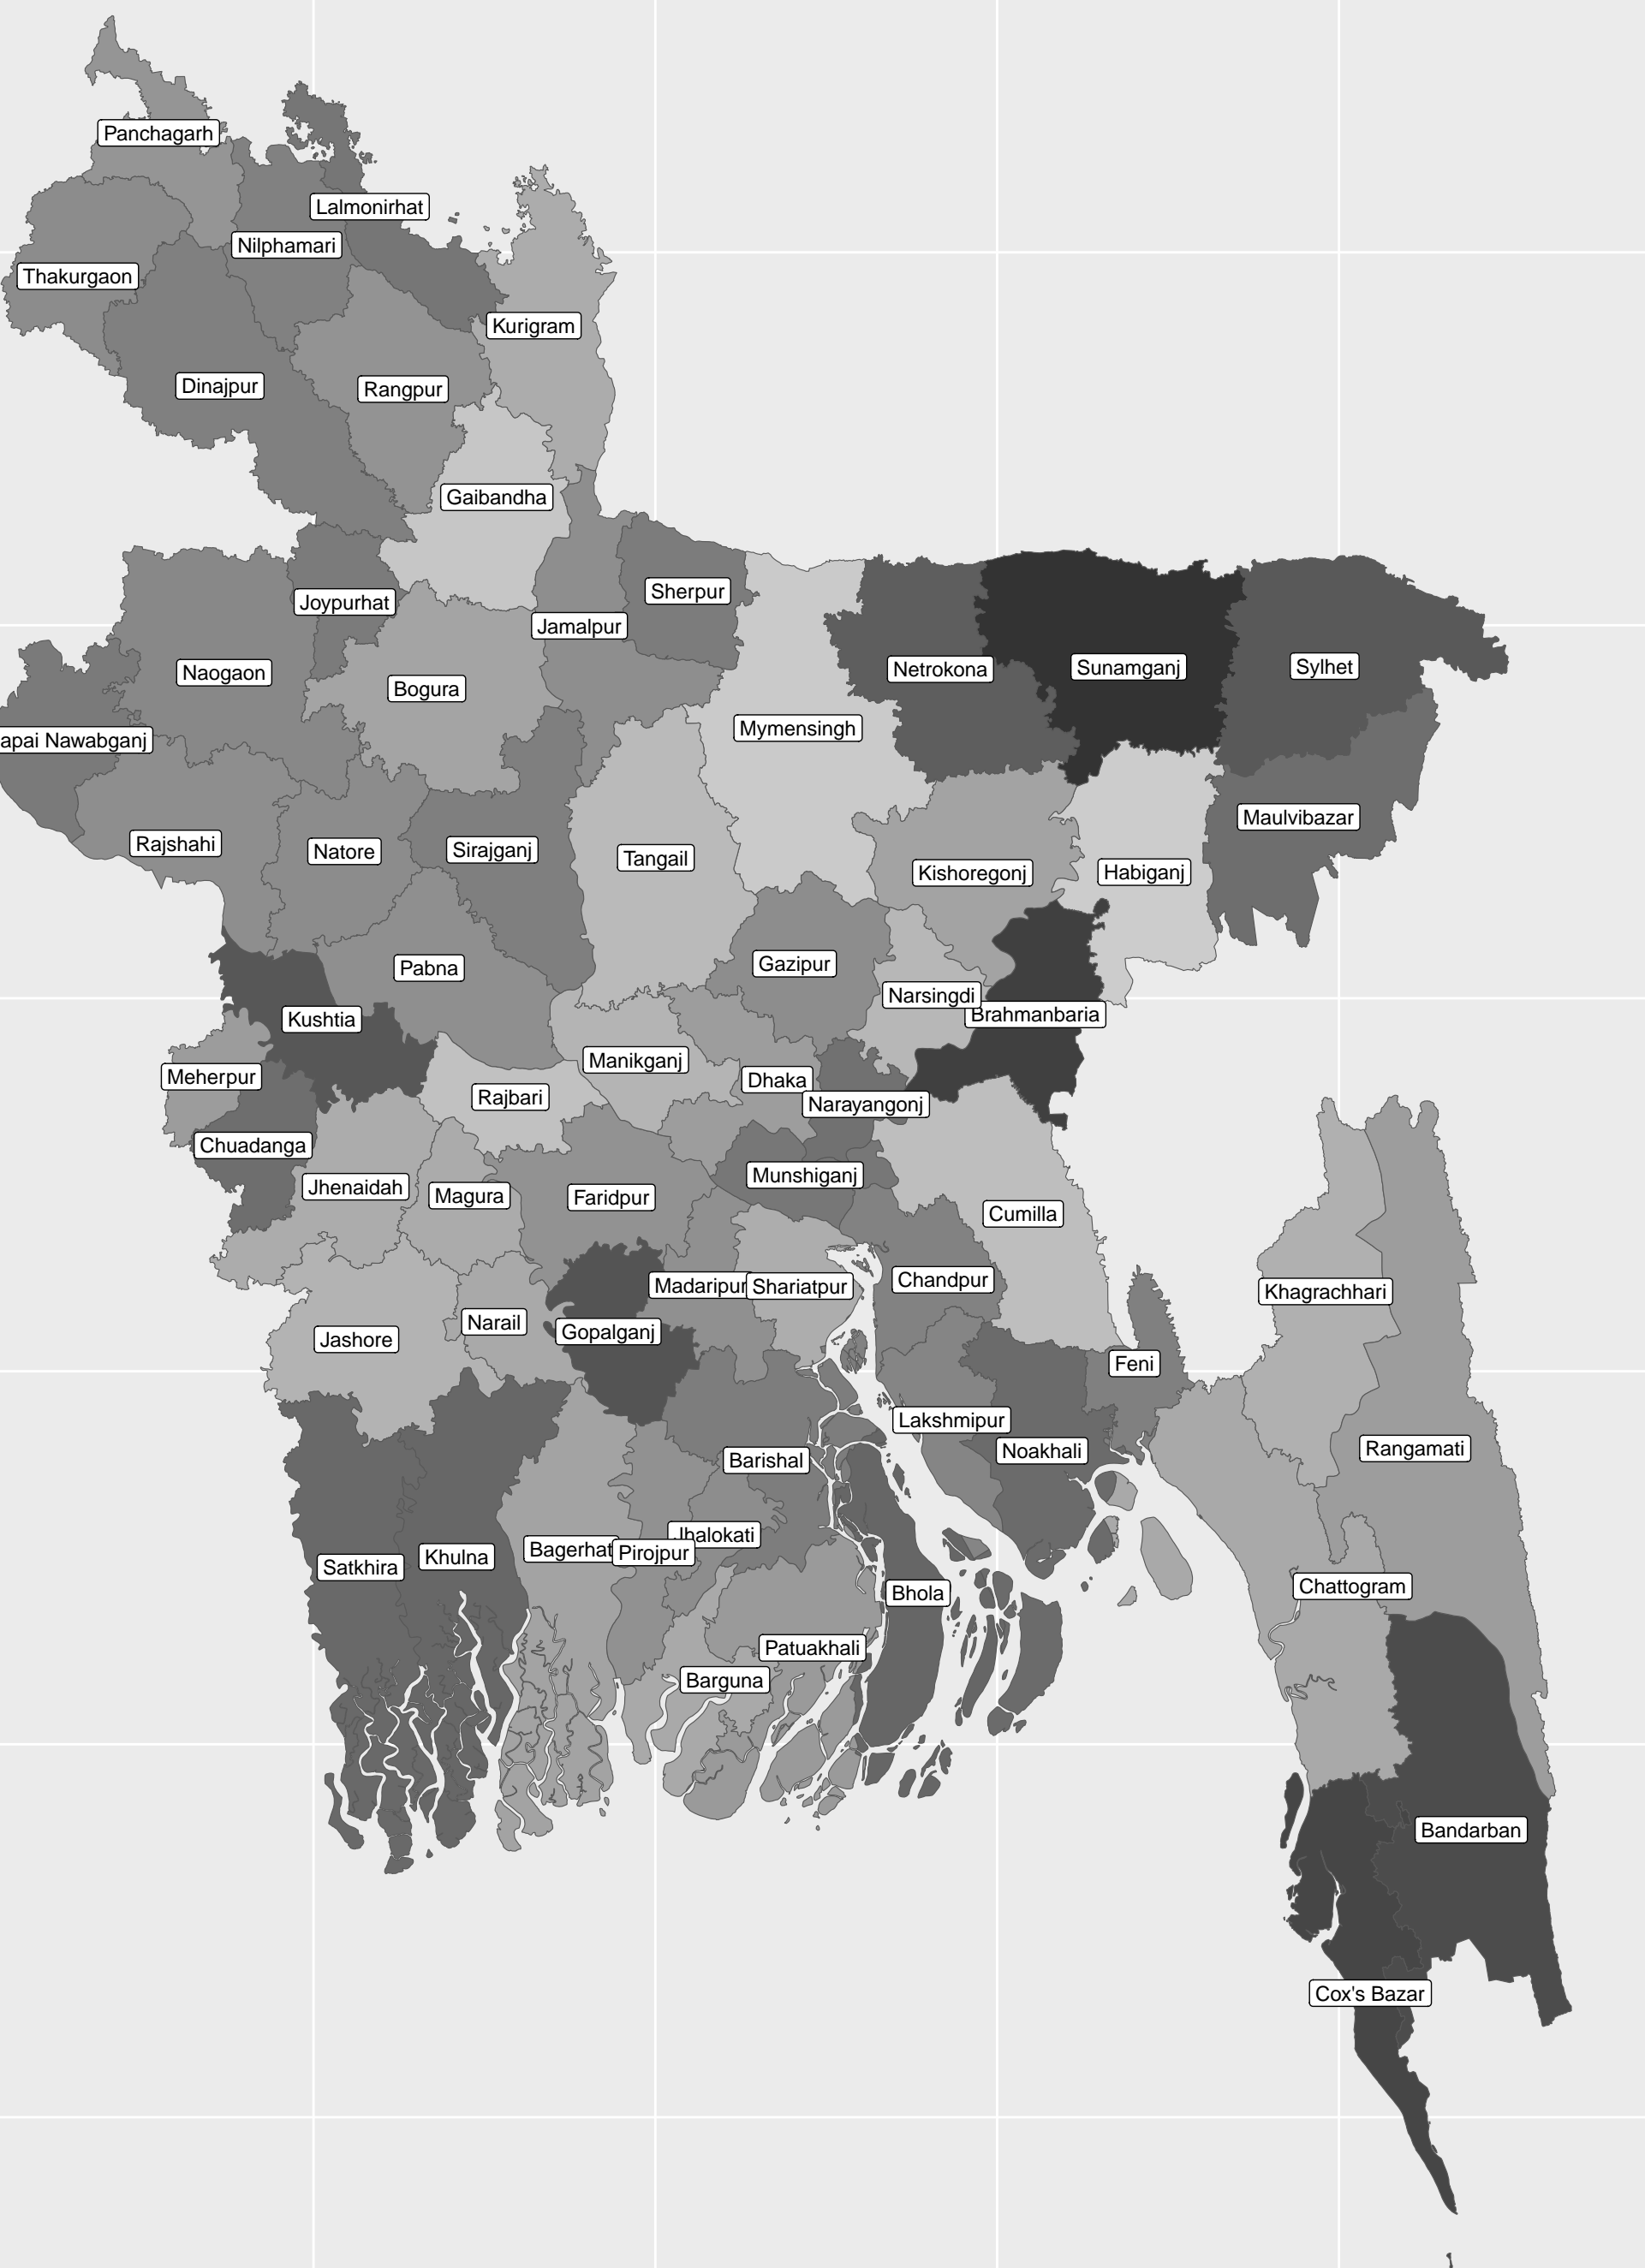 Panchagarh
Lalmonirhat
Nilphamari
Thakurgaon
Kurigram
Dinajpur
Rangpur
Gaibandha
Sherpur
Joypurhat
Jamalpur
Naogaon
Bogura
Netrokona
Sunamganj
Sylhet
apai Nawabganj
Mymensingh
Maulvibazar
Rajshahi
Natore
Sirajganj
Tangail
Kishoregonj
Habiganj
Pabna
Gazipur
Narsingdi
Brahmanbaria
Kushtia
Manikganj
Meherpur
Dhaka
Rajbari
Narayangonj
Chuadanga
Munshiganj
Jhenaidah
Magura
Faridpur
Cumilla
Madaripur
Shariatpur
Chandpur
Khagrachhari
Narail
Gopalganj
Jashore
Feni
Lakshmipur
Noakhali
Rangamati
Barishal
Jhalokati
Bagerhat
Pirojpur
Khulna
Satkhira
Bhola
Chattogram
Patuakhali
Barguna
Bandarban
Cox's Bazar